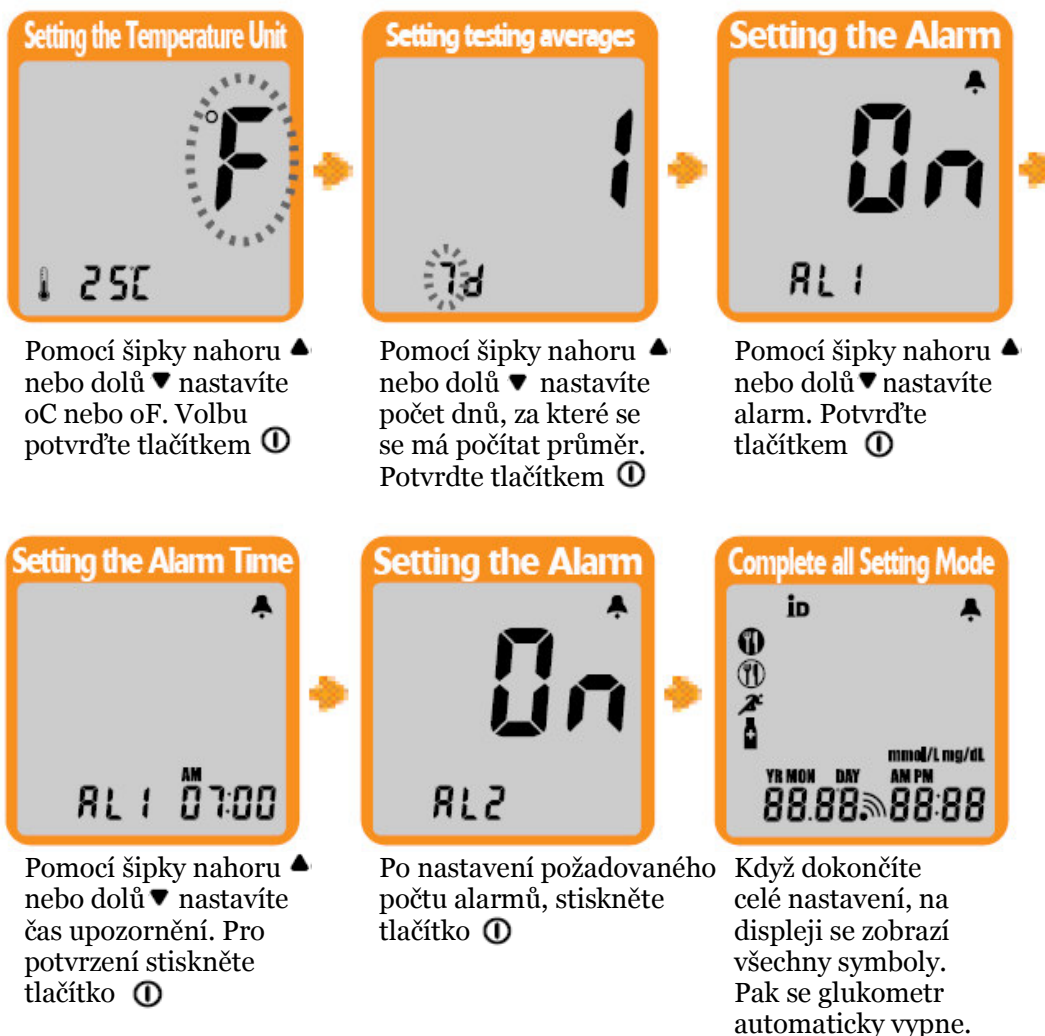 Setting the Temperature Unit
°F
25℃
Pomocí šipky nahoru ▲
nebo dolů ▼ nastavíte
oC nebo oF. Volbu
potvrďte tlačítkem
Setting testing averages
1
7d
Pomocí šipky nahoru ▲
nebo dolů ▼ nastavíte
počet dnů, za které se
se má počítat průměr.
Potvrdte tlačítkem
Setting the Alarm
On
AL1
Pomocí šipky nahoru ▲
nebo dolů ▼ nastavíte
alarm. Potvrďte
tlačítkem
Setting the Alarm Time
AM
AL1 07:00
Pomocí šipky nahoru ▲
nebo dolů ▼ nastavíte
čas upozornění. Pro
potvrzení stiskněte
tlačítko
Setting the Alarm
On
AL2
Po nastavení požadovaného
počtu alarmů, stiskněte
tlačítko
Complete all Setting Mode
iD
mmol/L mg/dL
YR MON DAY AM PM
88.88. 88:88
Když dokončíte
celé nastavení, na
displeji se zobrazí
všechny symboly.
Pak se glukometr
automaticky vypne.